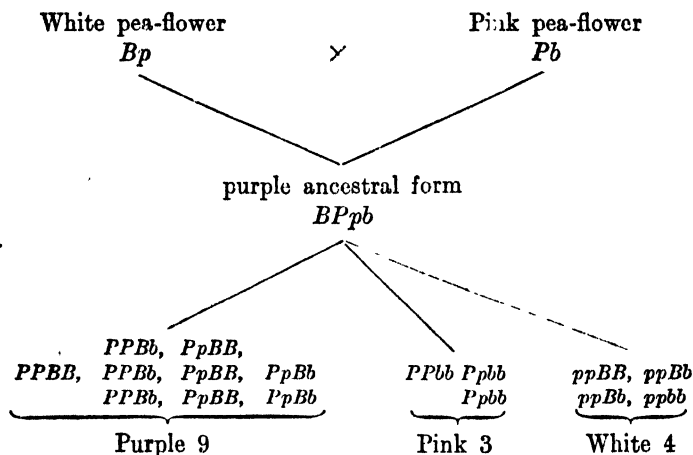 White pea-flower × Pink pea-flower
Bp Pb
purple ancestral form
BPpb
PPBb, PpBB,
PPBB, PPBb, PpBB, PpBb PPbb Ppbb ppBB, ppBb
PPBb, PpBB, PpBb Ppbb ppBb, ppbb
Purple 9 Pink 3 White 4